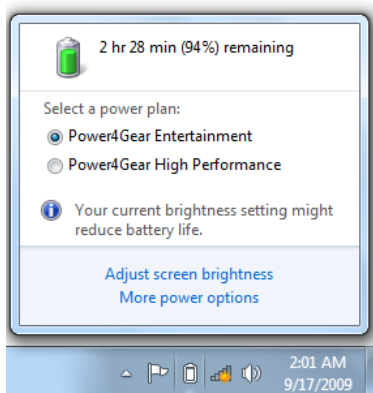 2 hr 28 min (94%) remaining
Select a power plan:
Power4Gear Entertainment
Power4Gear High Performance
Your current brightness setting might
reduce battery life.
Adjust screen brightness
More power options
2:01 AM
9/17/2009